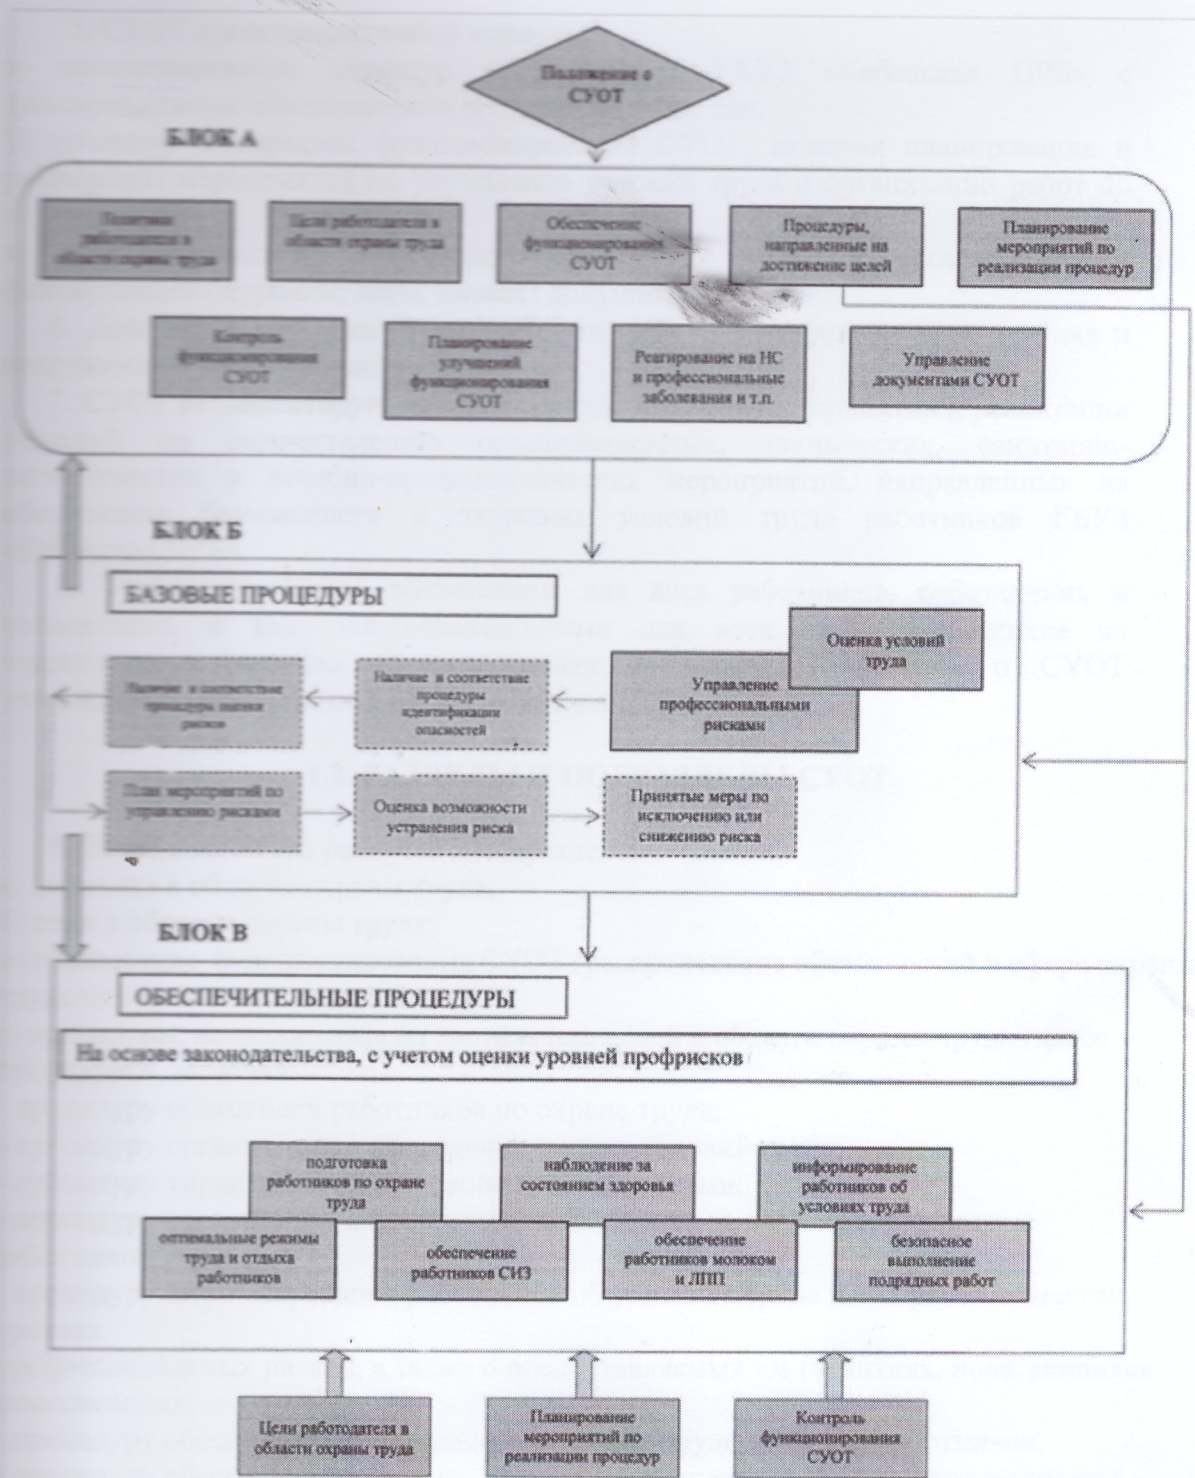 Положение о
СУОТ
БЛОК А
Политика
работодателя в
области охраны труда
Цели работодателя в
области охраны труда
Обеспечение
функционирования
СУОТ
Процедуры,
направленные на
достижение целей
Планирование
мероприятий по
реализации процедур
Контроль
функционирования
СУОТ
Планирование
улучшений
функционирования
СУОТ
Реагирование на НС
и профессиональные
заболевания и т.п.
Управление
документами СУОТ
БЛОК Б
БАЗОВЫЕ ПРОЦЕДУРЫ
Оценка условий
труда
Управление
профессиональными
рисками
Наличие и соответствие
процедуры
идентификации
опасностей
Наличие и соответствие
процедуры оценки
рисков
План мероприятий по
управлению рисками
Оценка возможности
устранения риска
Принятые меры по
исключению или
снижению риска
БЛОК В
ОБЕСПЕЧИТЕЛЬНЫЕ ПРОЦЕДУРЫ
На основе законодательства, с учетом оценки уровней профрисков
подготовка
работников по охране
труда
наблюдение за
состоянием здоровья
информирование
работников об
условиях труда
оптимальные режимы
труда и отдыха
работников
обеспечение
работников СИЗ
обеспечение
работников молоком
и ЛПП
безопасное
выполнение
подрядных работ
Цели работодателя в
области охраны труда
Планирование
мероприятий по
реализации процедур
Контроль
функционирования
СУОТ